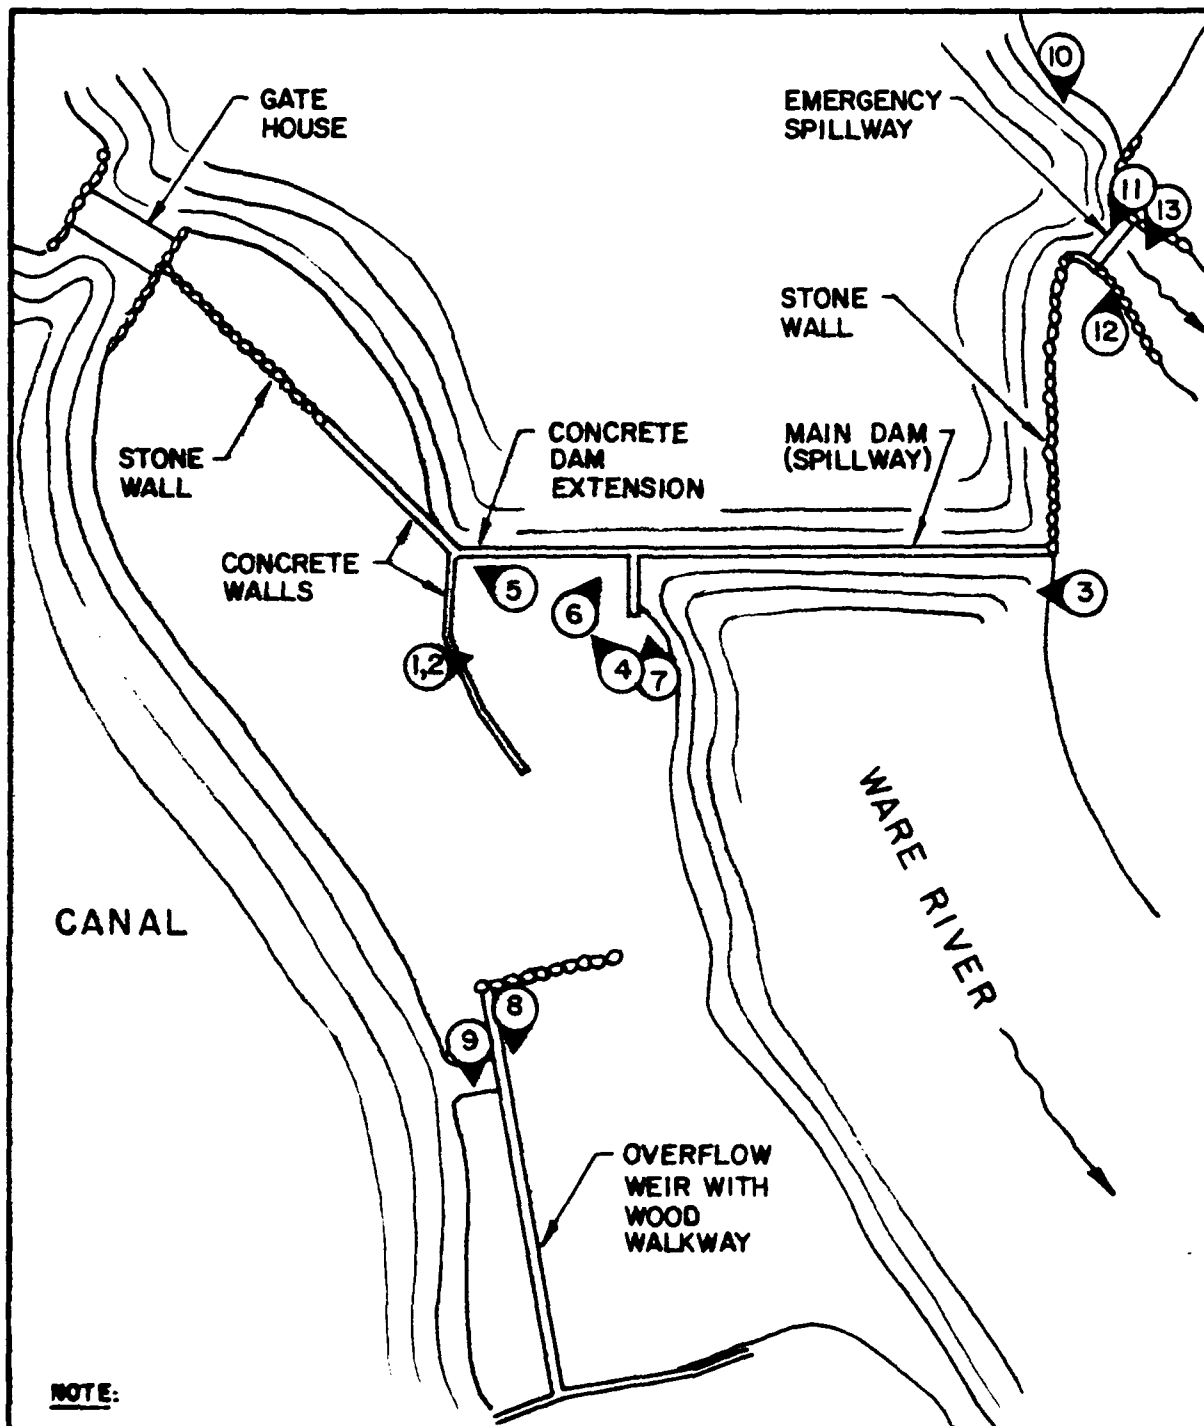 10
GATE
HOUSE
EMERGENCY
SPILLWAY
11
13
STONE
WALL
12
STONE
WALL
CONCRETE
DAM
EXTENSION
MAIN DAM
(SPILLWAY)
CONCRETE
WALLS
5
6
3
1,2
4
7
WARE RIVER
CANAL
8
9
OVERFLOW
WEIR WITH
WOOD
WALKWAY
NOTE: